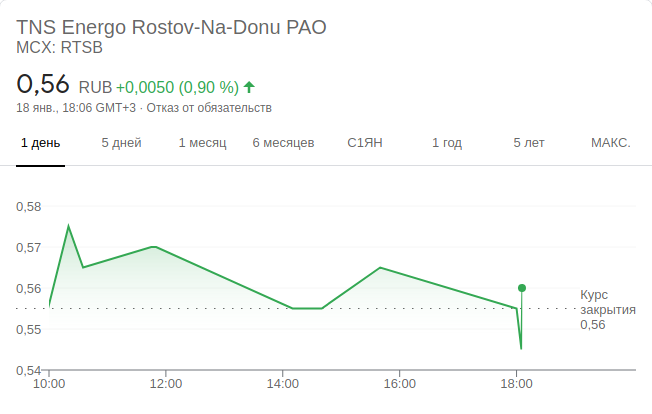 TNS Energo Rostov-Na-Donu PAO
MCX: RTSB
0,56 RUB +0,0050 (0,90 %)
18 янв., 18:06 GMT+3 · Отказ от обязательств
1 день 5 дней 1 месяц 6 месяцев С1ЯН 1 год 5 лет МАКС.
0,58
0,57
0,56
0,55
0,54
Курс
закрытия
0,56
10:00 12:00 14:00 16:00 18:00